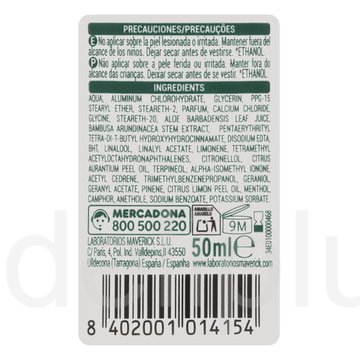 PRECAUCIONES/PRECAUÇÕES
E No aplicar sobre la piel lesionada o irritada. Mantener fuera del
alcance de los niños. Dejar secar antes de vestirse. *ETHANOL
P Não aplicar sobre a pele ferida ou irritada. Mantar fora do
alcance das crianças. Deixar secar antes de se vestir. *ETHANOL
INGREDIENTS
AQUA, ALUMINUM CHLOROHYDRATE, GLYCERIN, PPG-15
STEARYL ETHER, STEARETH-2, PARFUM, CALCIUM CHLORIDE,
GLYCINE, STEARETH-20, ALOE BARBADENSIS LEAF JUICE,
BAMBUSA ARUNDINACEA STEM EXTRACT, PENTAERYTHRITYL
TETRA-DI-T-BUTYL HYDROXYHYDROCINNAMATE, DISODIUM EDTA,
BHT, LINALOOL, LINALYL ACETATE, LIMONENE, TETRAMETHYL
ACETYLOCTAHYDRONAPHTHALENES, CITRONELLOL, CITRUS
AURANTIUM PEEL OIL, TERPINEOL, ALPHA-ISOMETHYL IONONE,
ACETYL CEDRENE, TRIMETHYLBENZENEPROPANOL, GERANIOL,
GERANYL ACETATE, PINENE, CITRUS LIMON PEEL OIL, MENTHOL,
CAMPHOR, ANETHOLE, SODIUM BENZOATE, POTASSIUM SORBATE
MERCADONA
800 500 220
AMARILLO
AMARELO
9M
50ml e
LABORATORIOS MAVERICK S.L.U.
C/ París, 4, Pol. Ind. Valldepins, II 43550
Ulldecona (Tarragona) España / Espanha www.laboratoriosmaverick.com
8 402001 014154